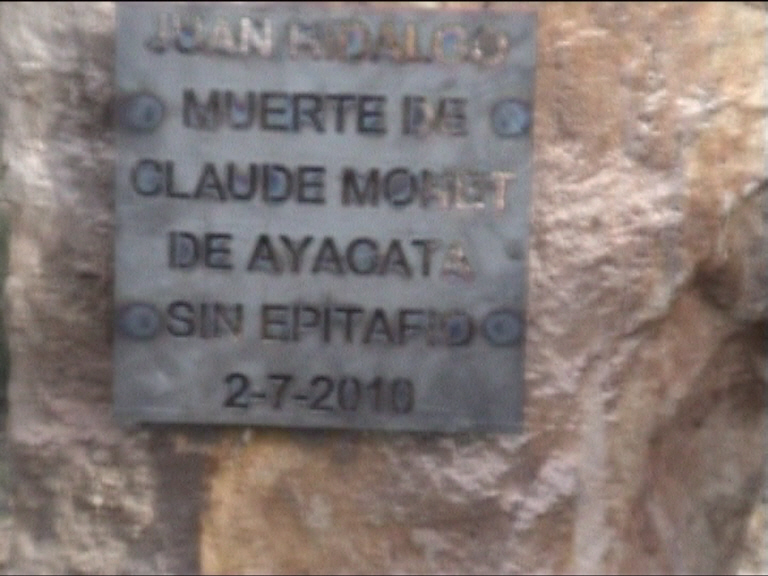 JUAN HIDALGO
MUERTE DE
CLAUDE MONET
DE AYACATA
SIN EPITAFIO
2-7-2010